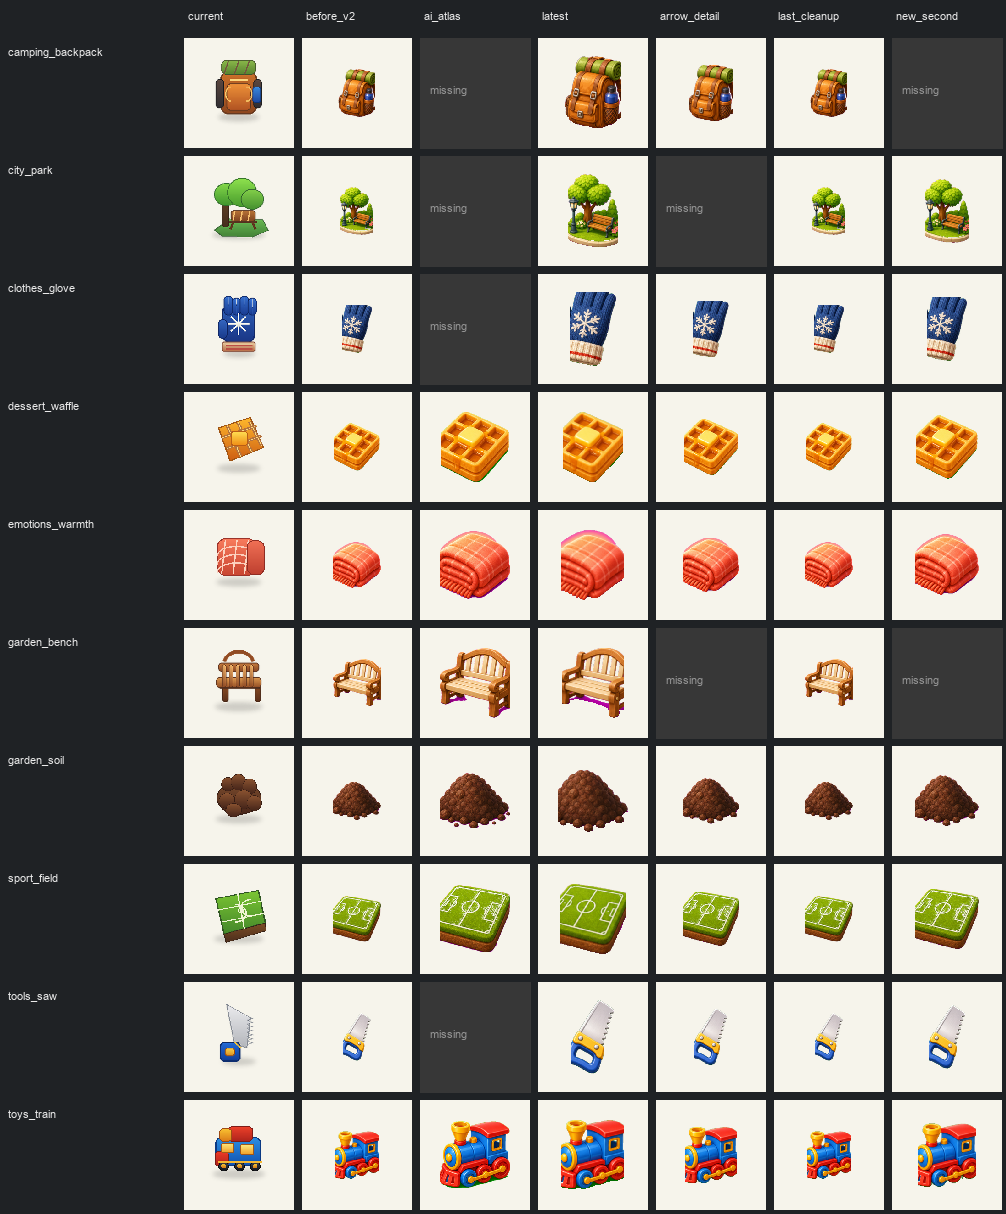 current before_v2 ai_atlas latest arrow_detail last_cleanup new_second
camping_backpack missing missing
city_park missing missing
clothes_glove missing
dessert_waffle
emotions_warmth
garden_bench missing missing
garden_soil
sport_field
tools_saw missing
toys_train